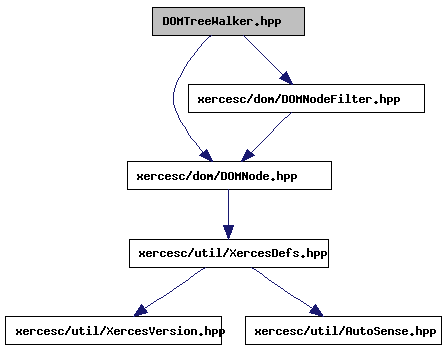 DOMTreeWalker.hpp
xercesc/dom/DOMNodeFilter.hpp
xercesc/dom/DOMNode.hpp
xercesc/util/XercesDefs.hpp
xercesc/util/XercesVersion.hpp
xercesc/util/AutoSense.hpp